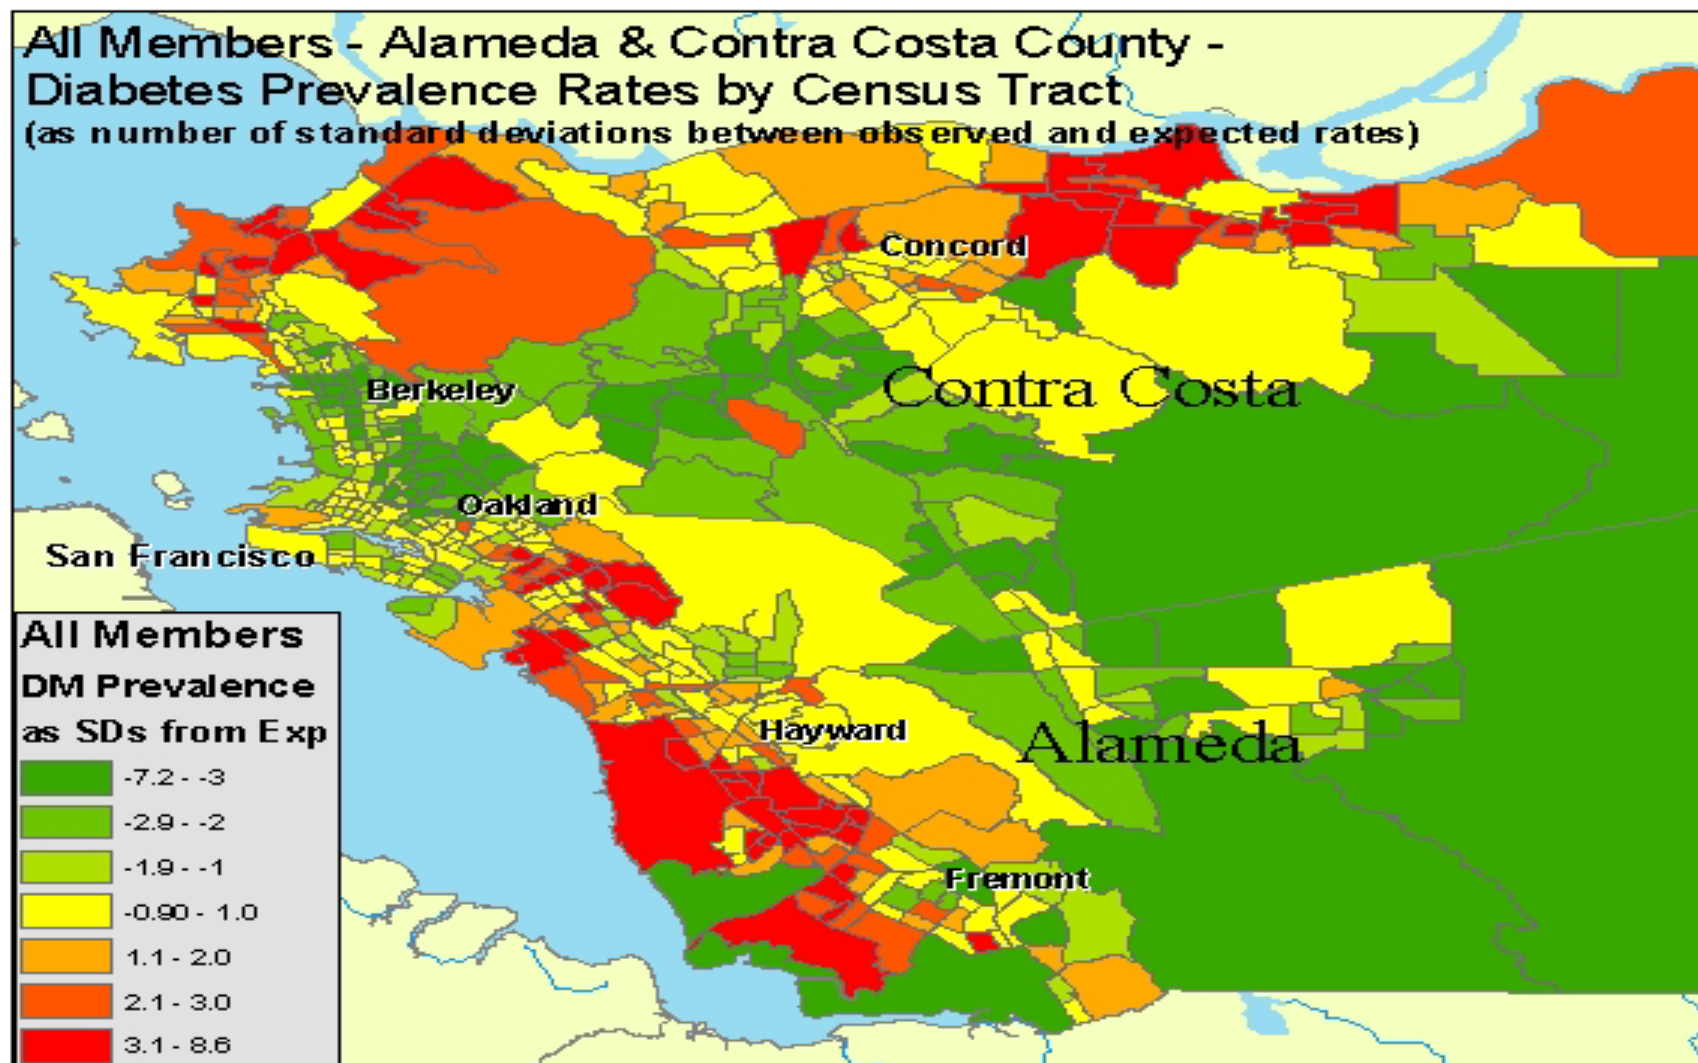 All Members - Alameda & Contra Costa County -
Diabetes Prevalence Rates by Census Tract
(as number of standard deviations between observed and expected rates)
Concord
Contra Costa
Berkeley
Oakland
San Francisco
Hayward
Alameda
Fremont
All Members
DM Prevalence
as SDs from Exp
-7.2 - -3
-2.9 - -2
-1.9 - -1
-0.90 - 1.0
1.1 - 2.0
2.1 - 3.0
3.1 - 8.6